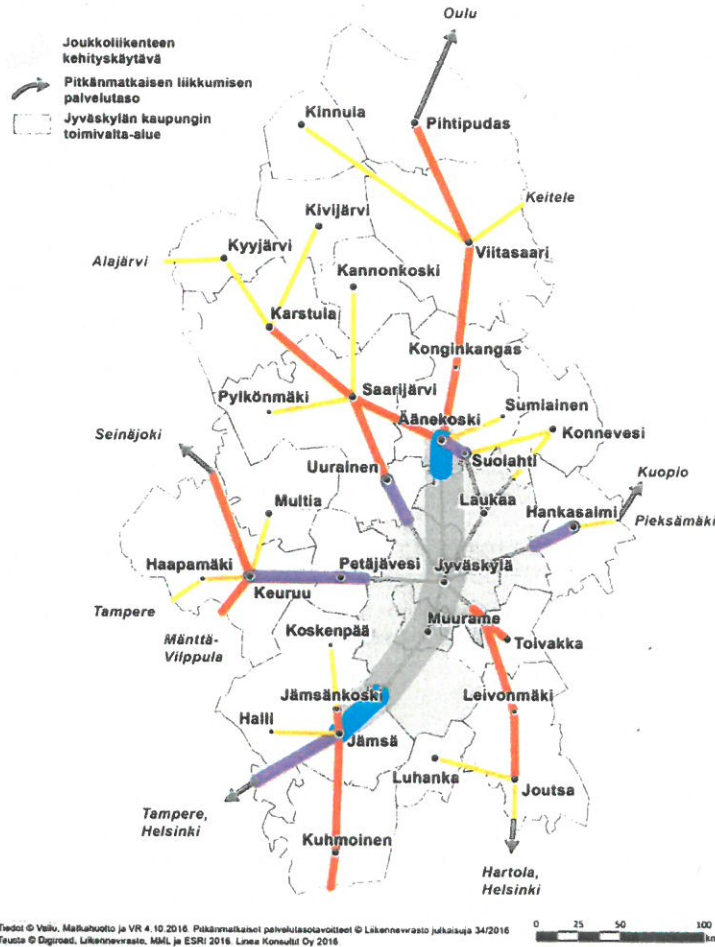 Joukkoliikenteen
kehityskäytävä
Pitkänmatkaisen liikkumisen
palvelutaso
Jyväskylän kaupungin
toimivalta-alue
Oulu
Kinnula
Pihtipudas
Keitele
Kivijärvi
Kyyjärvi
Alajärvi
Viitasaari
Kannonkoski
Karstula
Konginkangas
Saarijärvi
Pylkönmäki
Äänekoski
Sumiainen
Konnevesi
Seinäjoki
Suolahti
Uurainen
Kuopio
Multia
Laukaa
Hankasalmi
Pieksämäki
Haapamäki
Petäjävesi
Jyväskylä
Keuruu
Tampere
Mänttä-
Vilppula
Muurame
Koskenpää
Toivakka
Jämsänkoski
Leivonmäki
Halli
Jämsä
Luhanka
Joutsa
Tampere,
Helsinki
Kuhmoinen
Hartola,
Helsinki
Tiedot © Vallu, Matkahuolto ja VR 4.10.2016. Pitkänmatkaiset palvelutasotavoitteet © Liikennevirasto julkaisuja 34/2016
Tausta © Digiroad, Liikennevirasto, MML ja ESRI 2016. Linea Konsultit Oy 2016
0 50 100
km